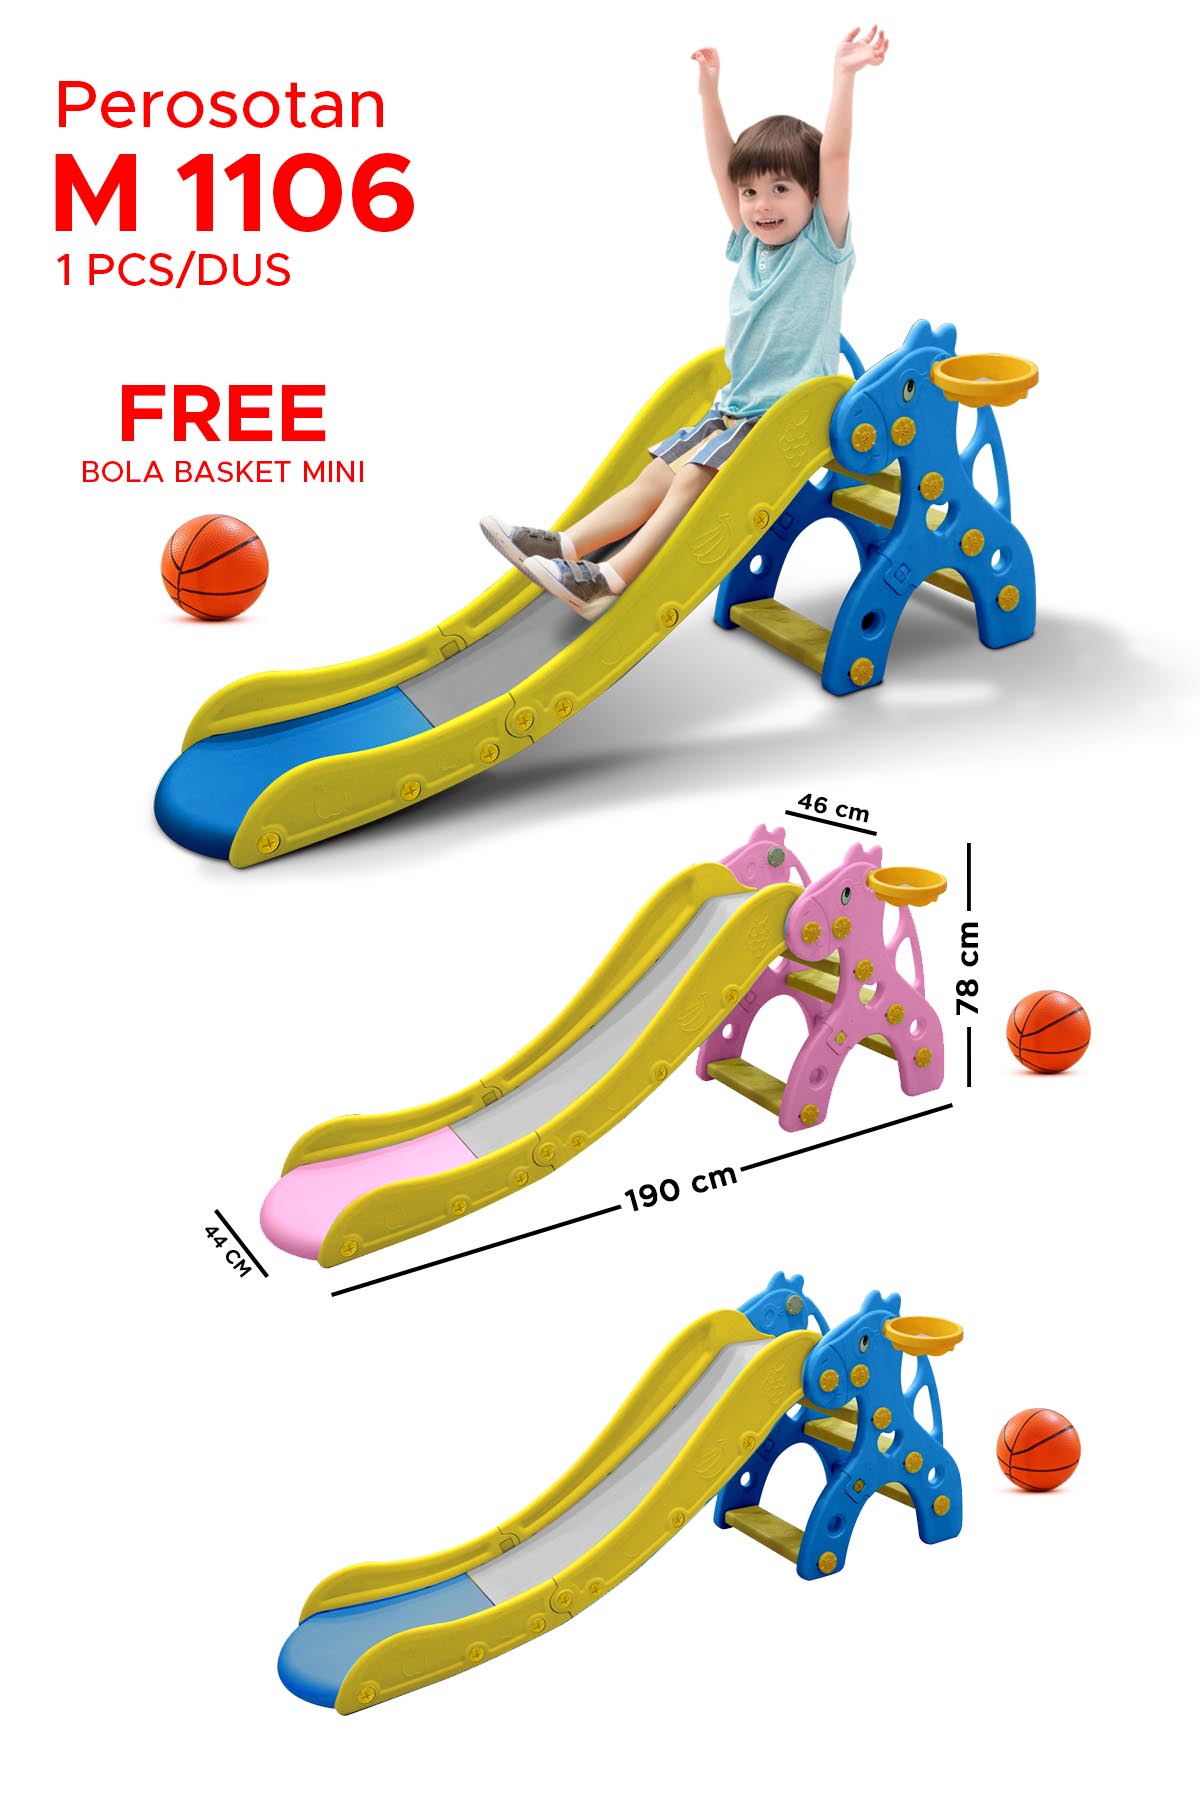 Perosotan
M 1106
1 PCS/DUS
FREE
BOLA BASKET MINI
46 cm
78 cm
190 cm
44 CM